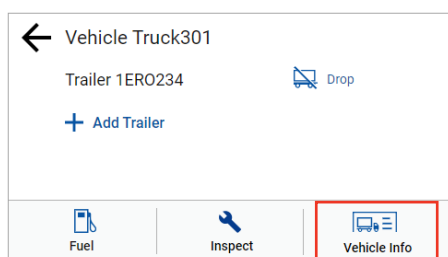 Vehicle Truck301
Trailer 1ERO234 Drop
+ Add Trailer
Fuel Inspect Vehicle Info